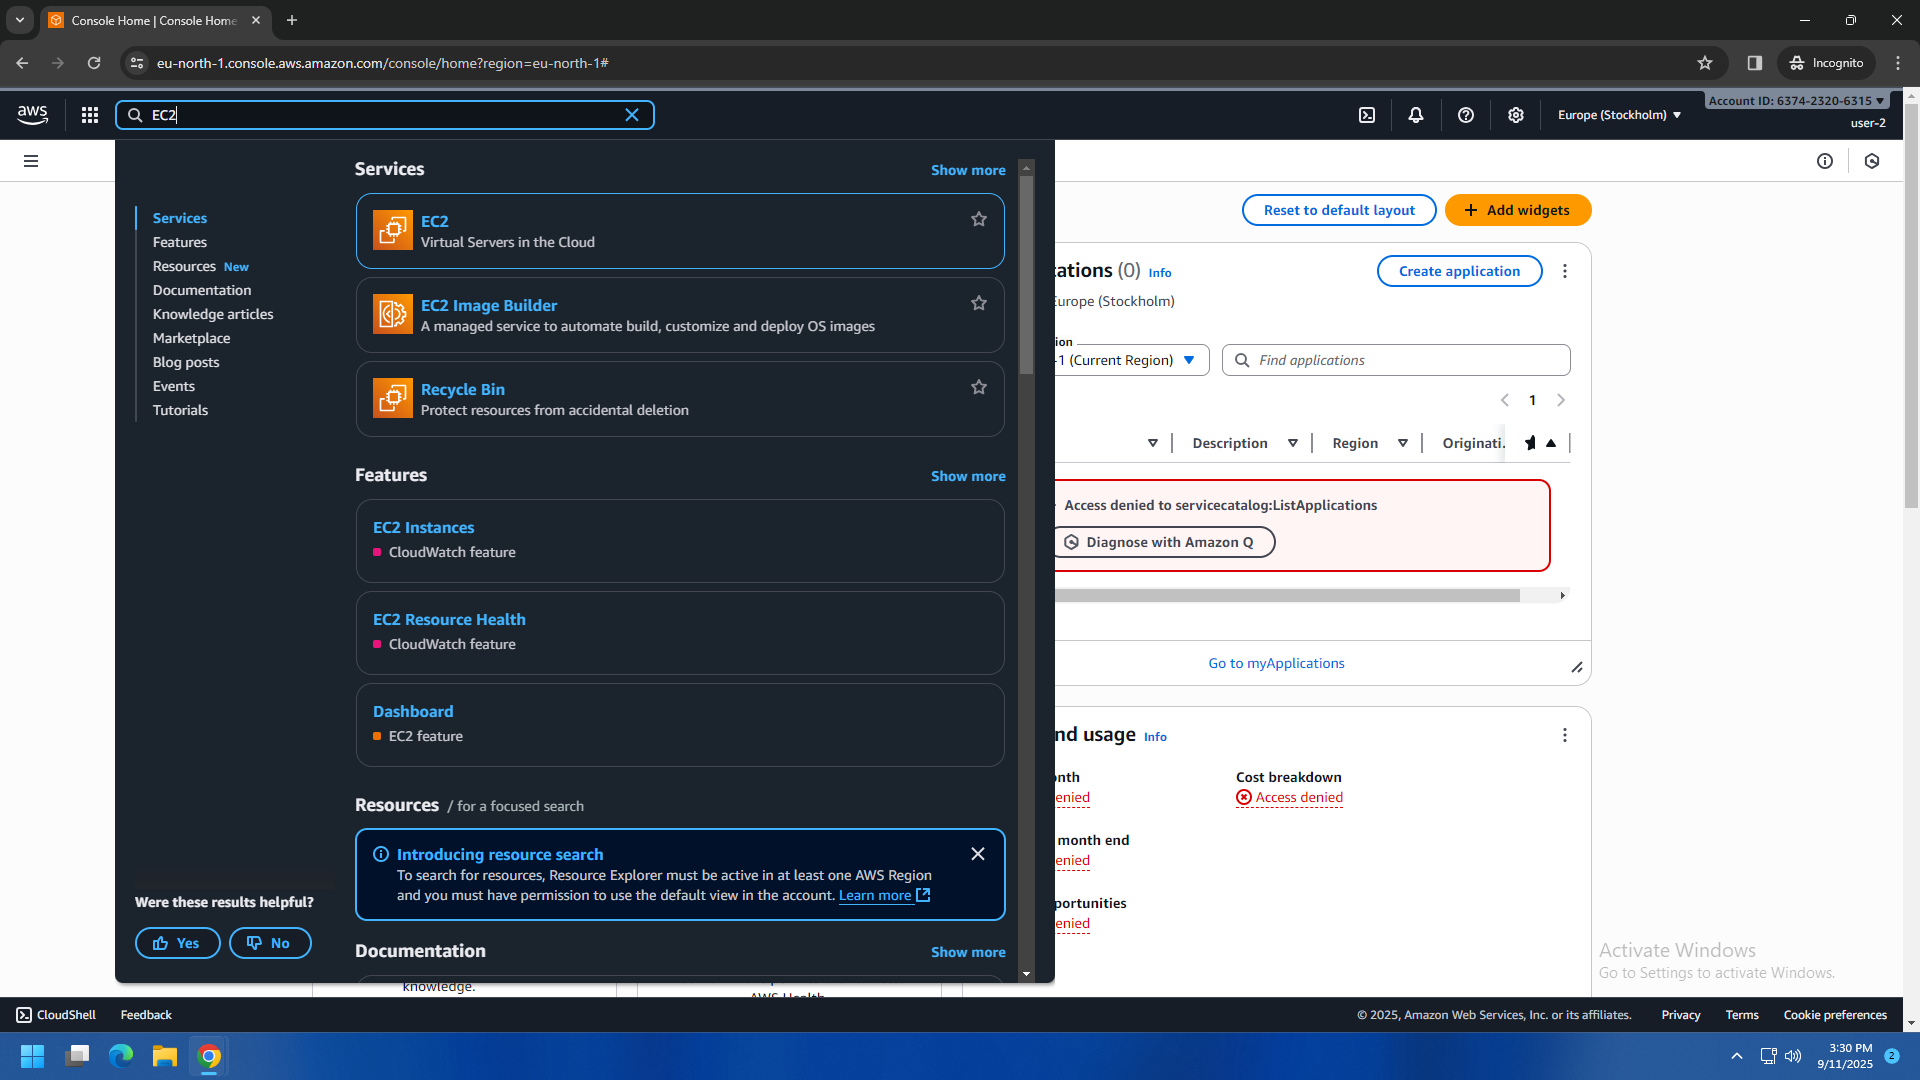 Console Home | Console Home
eu-north-1.console.aws.amazon.com/console/home?region=eu-north-1#
Incognito
aws
EC2
Europe (Stockholm)
Account ID: 6374-2320-6315
user-2
Services
Features
Resources New
Documentation
Knowledge articles
Marketplace
Blog posts
Events
Tutorials
Were these results helpful?
Yes
No
Services
Show more
EC2
Virtual Servers in the Cloud
EC2 Image Builder
A managed service to automate build, customize and deploy OS images
Recycle Bin
Protect resources from accidental deletion
Features
Show more
EC2 Instances
CloudWatch feature
EC2 Resource Health
CloudWatch feature
Dashboard
EC2 feature
Resources / for a focused search
Introducing resource search
To search for resources, Resource Explorer must be active in at least one AWS Region
and you must have permission to use the default view in the account. Learn more
Documentation
Show more
knowledge.
AWS Health
Reset to default layout
Add widgets
cations (0) Info
Create application
Europe (Stockholm)
ion
-1 (Current Region)
Find applications
1
Description
Region
Originati.
Access denied to servicecatalog:ListApplications
Diagnose with Amazon Q
Go to myApplications
nd usage Info
onth
enied
Cost breakdown
Access denied
month end
enied
portunities
enied
Activate Windows
Go to Settings to activate Windows.
CloudShell
Feedback
© 2025, Amazon Web Services, Inc. or its affiliates.
Privacy
Terms
Cookie preferences
3:30 PM
9/11/2025
2